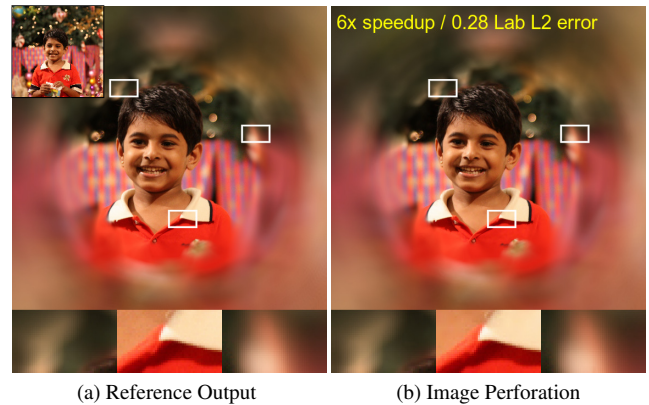 6x speedup / 0.28 Lab L2 error
(a) Reference Output
(b) Image Perforation